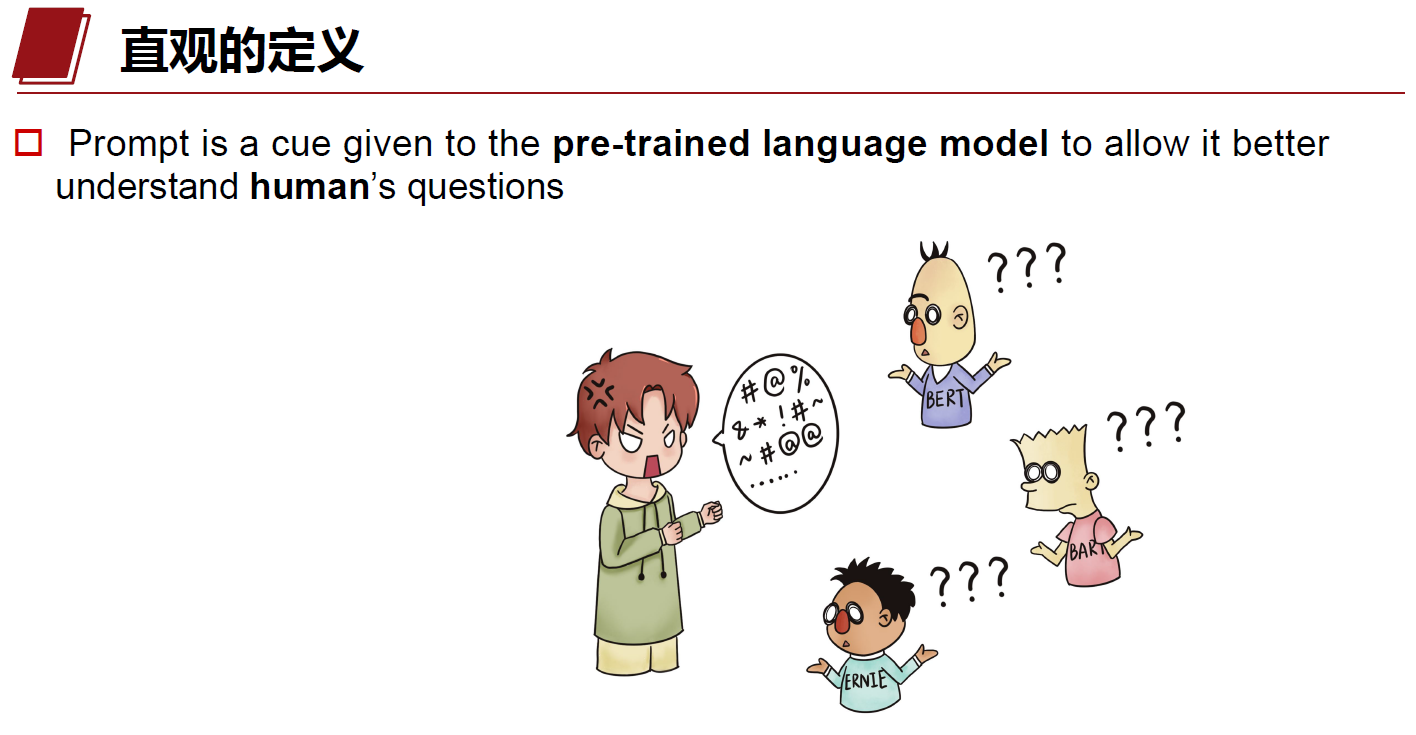 直观的定义
Prompt is a cue given to the pre-trained language model to allow it better
understand human's questions
???
BERT
#@%
&*!#~
~#@@
......
???
BART
???
ERNIE